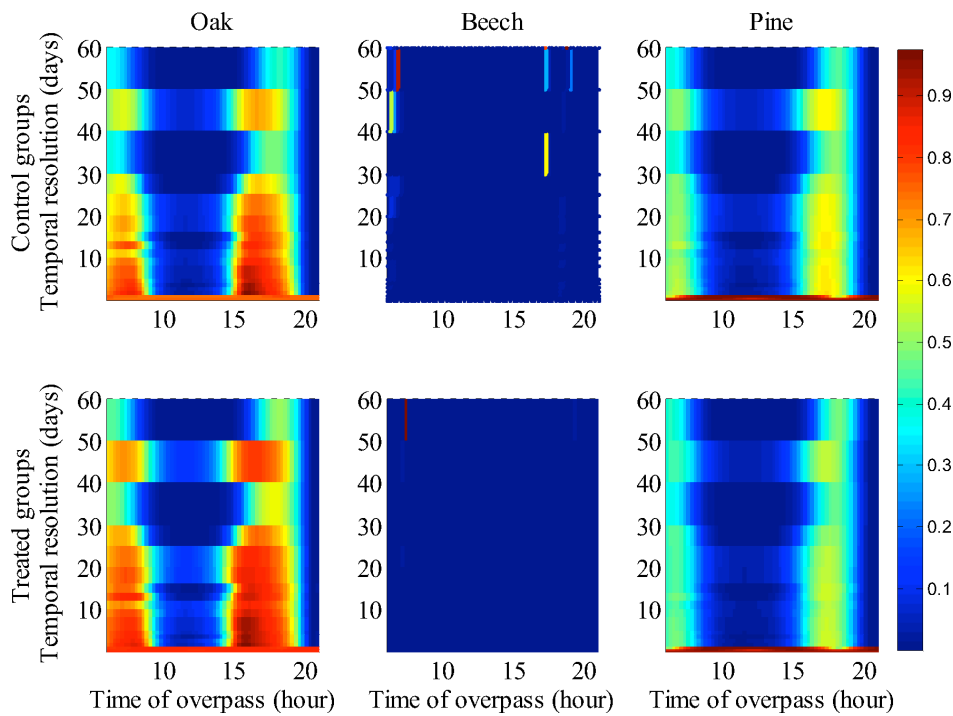 Oak
Beech
Pine
Control groups
Temporal resolution (days)
60
50
40
30
20
10
10 15 20
60
50
40
30
20
10
10 15 20
60
50
40
30
20
10
10 15 20
0.9
0.8
0.7
0.6
0.5
0.4
0.3
0.2
0.1
Treated groups
Temporal resolution (days)
60
50
40
30
20
10
10 15 20
Time of overpass (hour)
60
50
40
30
20
10
10 15 20
Time of overpass (hour)
60
50
40
30
20
10
10 15 20
Time of overpass (hour)